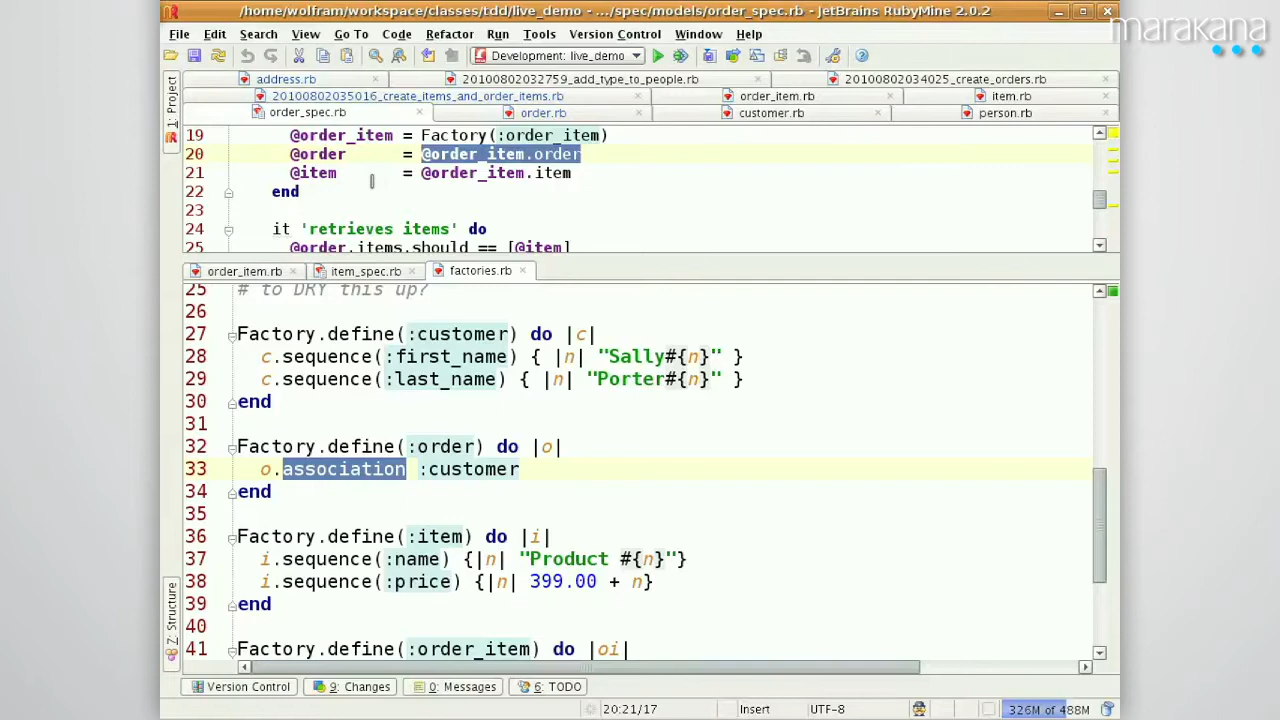 /home/wolfram/workspace/classes/tdd/live_demo - .../spec/models/order_spec.rb - JetBrains RubyMine 2.0.2
marakana
File Edit Search View Go To Code Refactor Run Tools Version Control Window Help
Development: live_demo
1: Project
address.rb 20100802032759_add_type_to_people.rb 20100802034025_create_orders.rb
20100802035016_create_items_and_order_items.rb order_item.rb item.rb
order_spec.rb order.rb customer.rb person.rb
19 @order_item = Factory(:order_item)
20 @order = @order_item.order
21 @item = @order_item.item
22 end
23
24 it 'retrieves items' do
25 @order.items.should == [@item]
order_item.rb item_spec.rb factories.rb
25 # to DRY this up?
26
27 Factory.define(:customer) do |c|
28 c.sequence(:first_name) { |n| "Sally#{n}" }
29 c.sequence(:last_name) { |n| "Porter#{n}" }
30 end
31
32 Factory.define(:order) do |o|
33 o.association :customer
34 end
35
36 Factory.define(:item) do |i|
37 i.sequence(:name) {|n| "Product #{n}"}
38 i.sequence(:price) {|n| 399.00 + n}
39 end
40
41 Factory.define(:order_item) do |oi|
7: Structure
Version Control 9: Changes 0: Messages 6: TODO
20:21/17 Insert UTF-8 326M of 488M